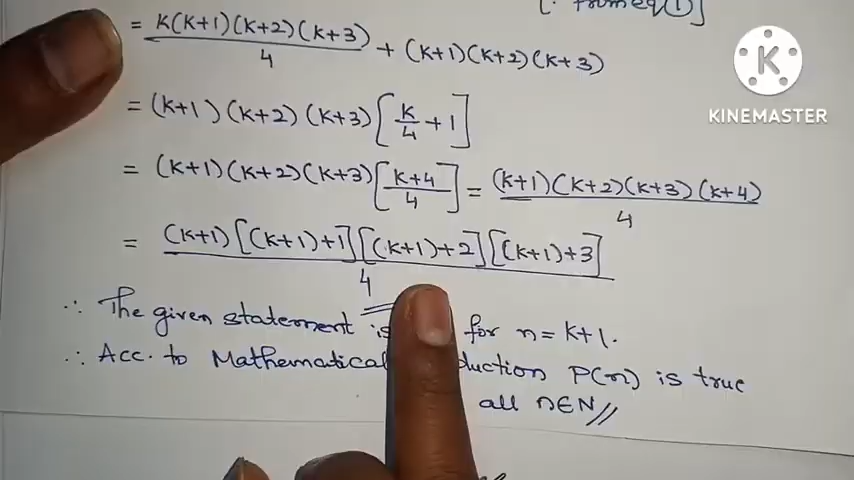 [∵ from eq ①]
= K(K+1)(K+2)(K+3)/4 + (K+1)(K+2)(K+3)
= (K+1)(K+2)(K+3)[K/4 + 1]
= (K+1)(K+2)(K+3)[K+4/4] = (K+1)(K+2)(K+3)(K+4)/4
= (K+1)[(K+1)+1][(K+1)+2][(K+1)+3]/4
∴ The given statement is for n = K+1.
∴ Acc. to Mathematical duction P(n) is true
all n∈N //
K
KINEMASTER